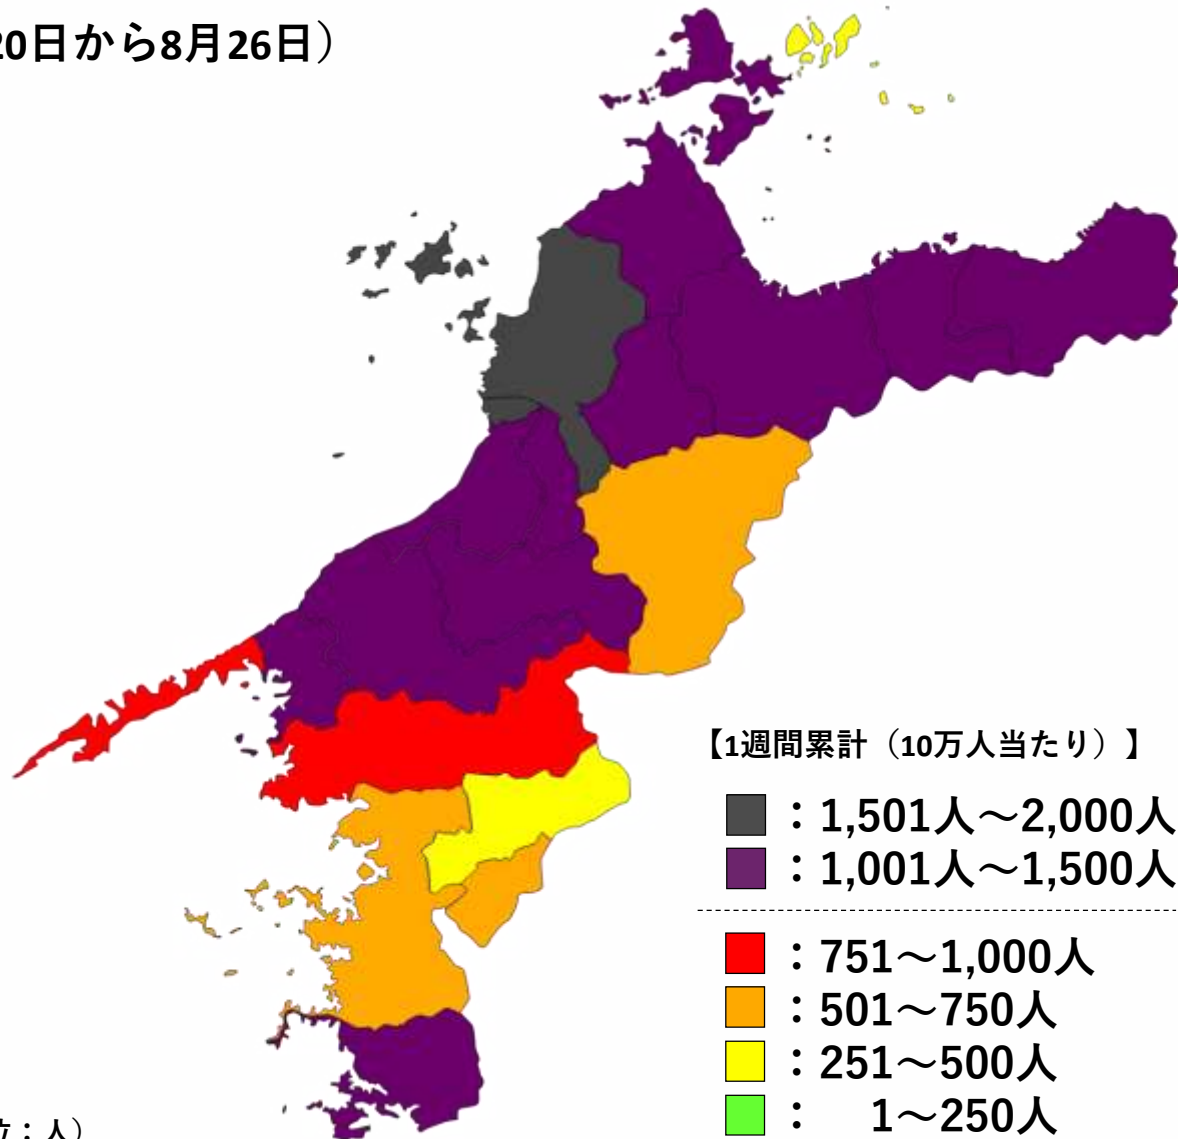 20日から8月26日）
【1週間累計（10万人当たり）】
：1,501人～2,000人
：1,001人～1,500人
：751～1,000人
：501～750人
：251～500人
：　1～250人
位：人）